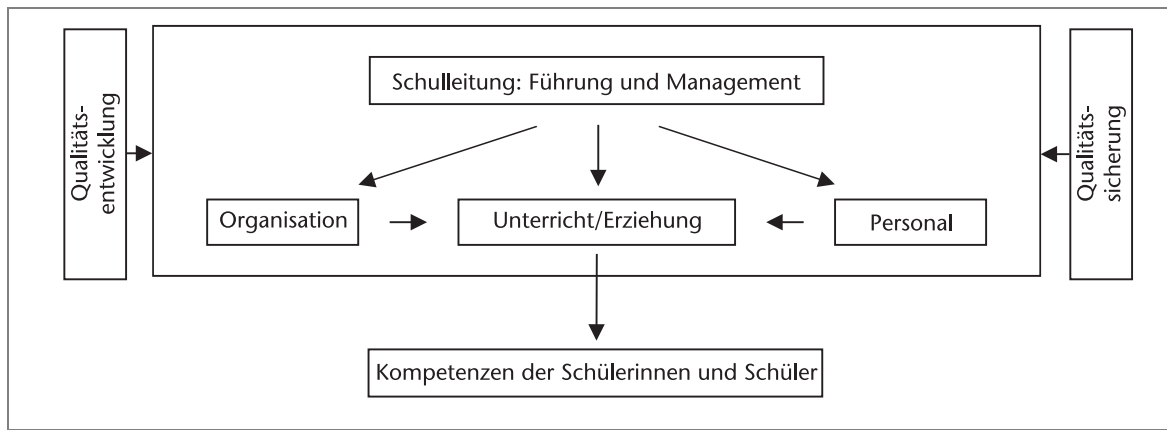 Qualitäts-
entwicklung
Schulleitung: Führung und Management
Organisation
Unterricht/Erziehung
Personal
Qualitäts-
sicherung
Kompetenzen der Schülerinnen und Schüler